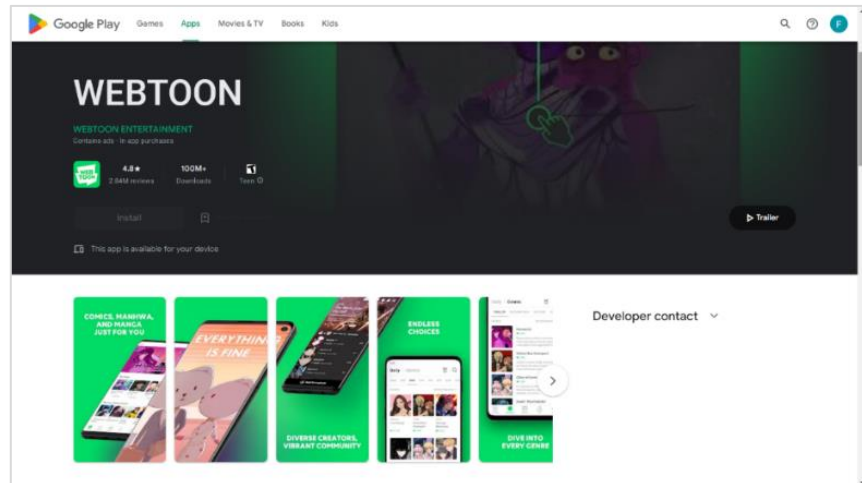 Google Play Games Apps Movies & TV Books Kids
F
WEBTOON
WEBTOON ENTERTAINMENT
Contains ads · In-app purchases
WEB
TOON
4.8★ 100M+ T
2.84M reviews Downloads Teen
Install
Trailer
This app is available for your device
COMICS, MANHWA,
AND MANGA
JUST FOR YOU
EVERYTHING
IS FINE
DIVERSE CREATORS,
VIBRANT COMMUNITY
ENDLESS
CHOICES
DIVE INTO
EVERY GENRE
Developer contact